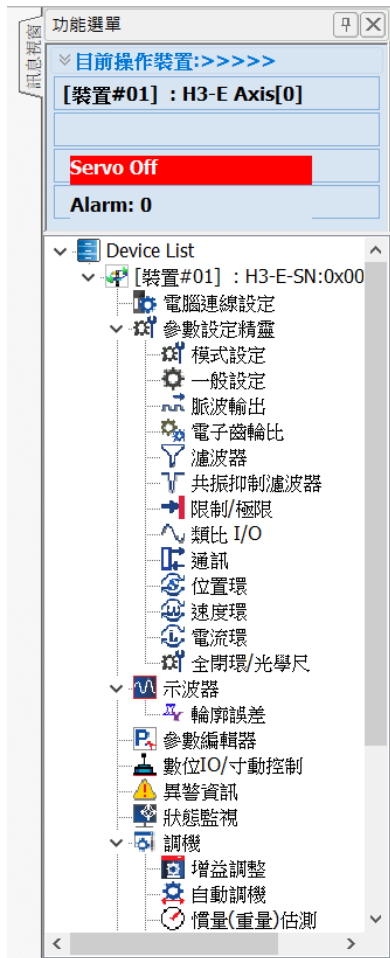 訊息視窗
功能選單
目前操作裝置:>>>>>
[裝置#01] : H3-E Axis[0]
Servo Off
Alarm: 0
Device List
[裝置#01] : H3-E-SN:0x00
電腦連線設定
參數設定精靈
模式設定
一般設定
脈波輸出
電子齒輪比
濾波器
共振抑制濾波器
限制/極限
類比 I/O
通訊
位置環
速度環
電流環
全閉環/光學尺
示波器
輪廓誤差
參數編輯器
數位IO/寸動控制
異警資訊
狀態監視
調機
增益調整
自動調機
慣量(重量)估測